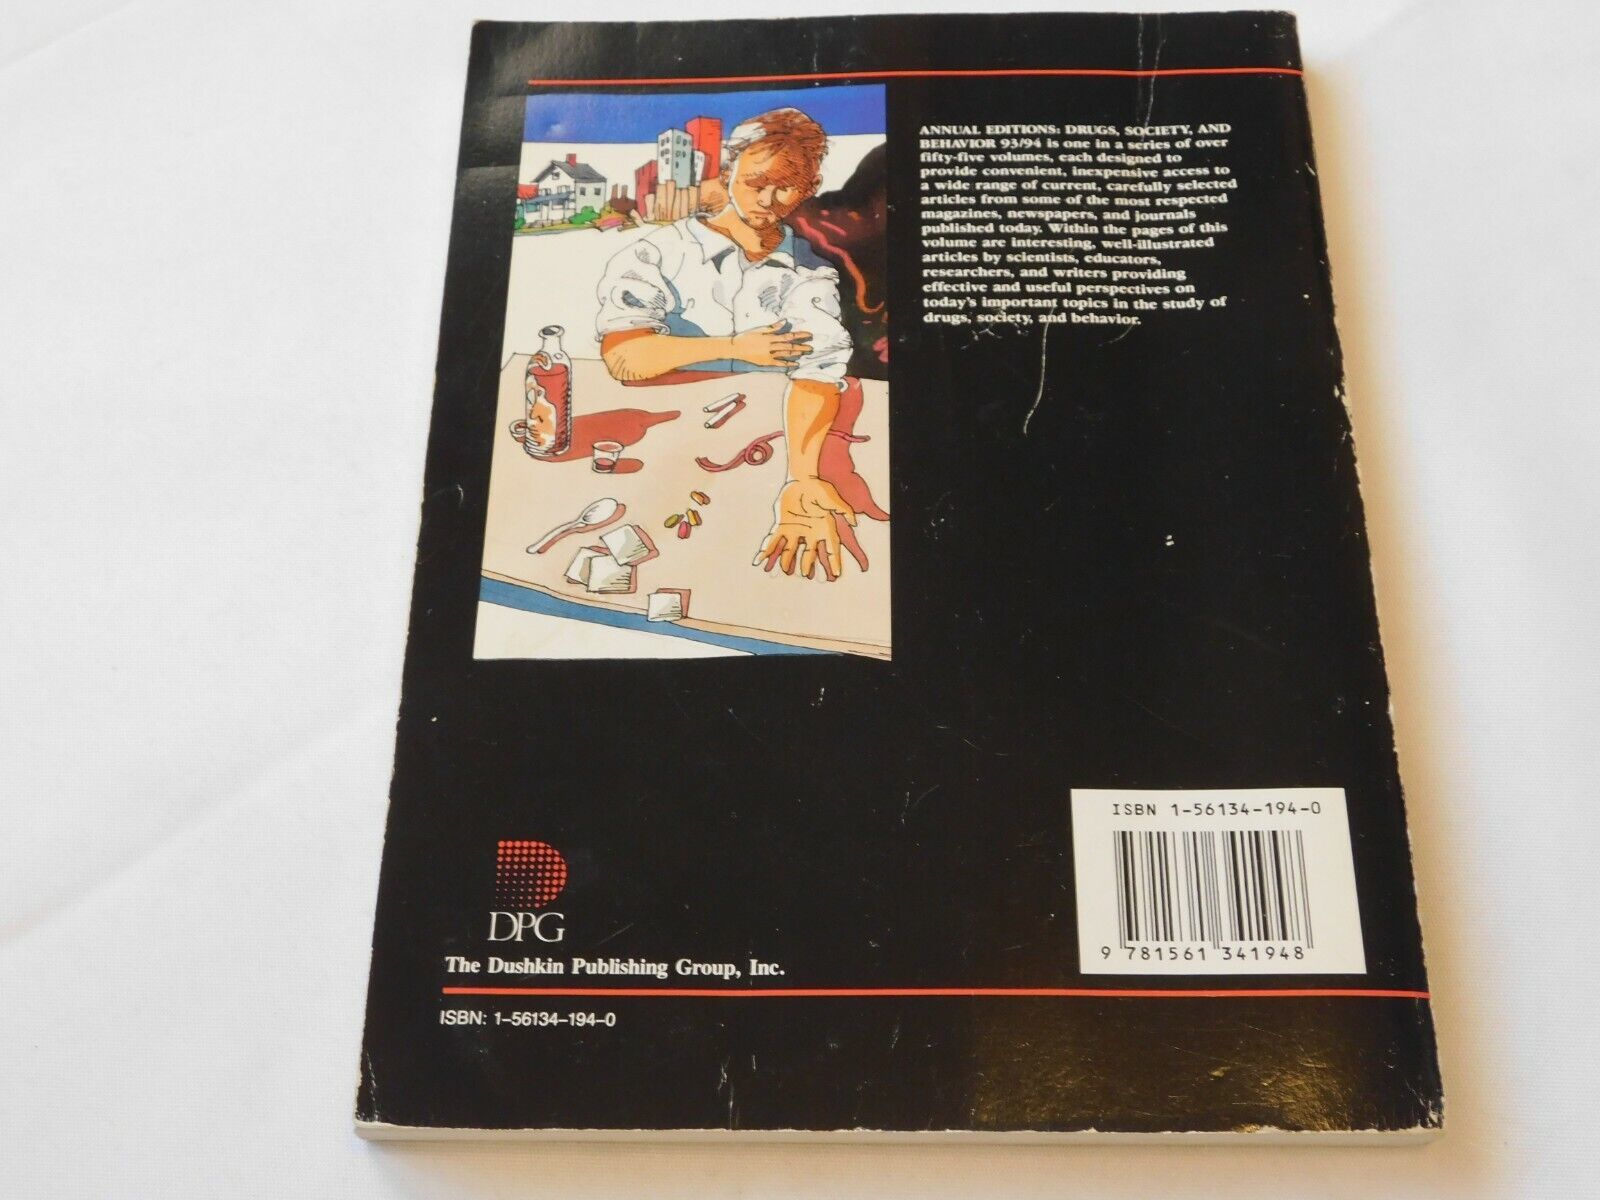 ANNUAL EDITIONS: DRUGS, SOCIETY, AND
BEHAVIOR 93/94 is one in a series of over
fifty-five volumes, each designed to
provide convenient, inexpensive access to
a wide range of current, carefully selected
articles from some of the most respected
magazines, newspapers, and journals
published today. Within the pages of this
volume are interesting, well-illustrated
articles by scientists, educators,
researchers, and writers providing
effective and useful perspectives on
today's important topics in the study of
drugs, society, and behavior.
ISBN 1-56134-194-0
9 781561 341948
DPG
The Dushkin Publishing Group, Inc.
ISBN: 1-56134-194-0